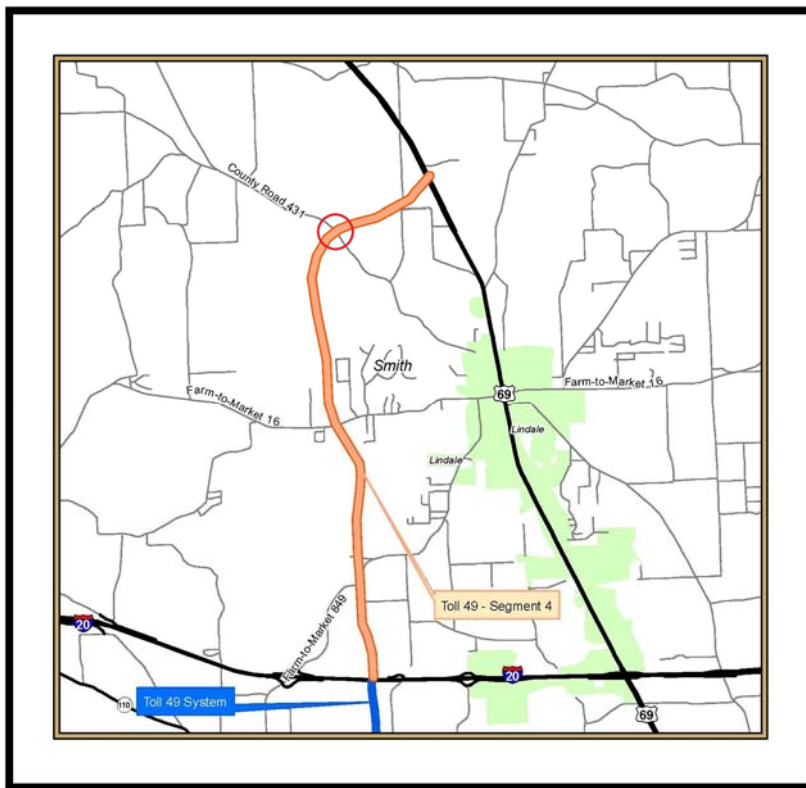 County Road 431
Smith
Farm-to-Market 16
69
Farm-to-Market 16
Lindale
Lindale
Toll 49 - Segment 4
Farm-to-Market 849
20
20
110
Toll 49 System
69